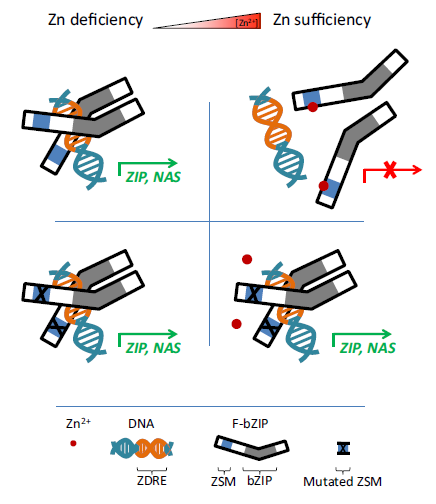 Zn deficiency [Zn²⁺] Zn sufficiency
ZIP, NAS
ZIP, NAS
ZIP, NAS
Zn²⁺ DNA F-bZIP
ZDRE ZSM bZIP Mutated ZSM